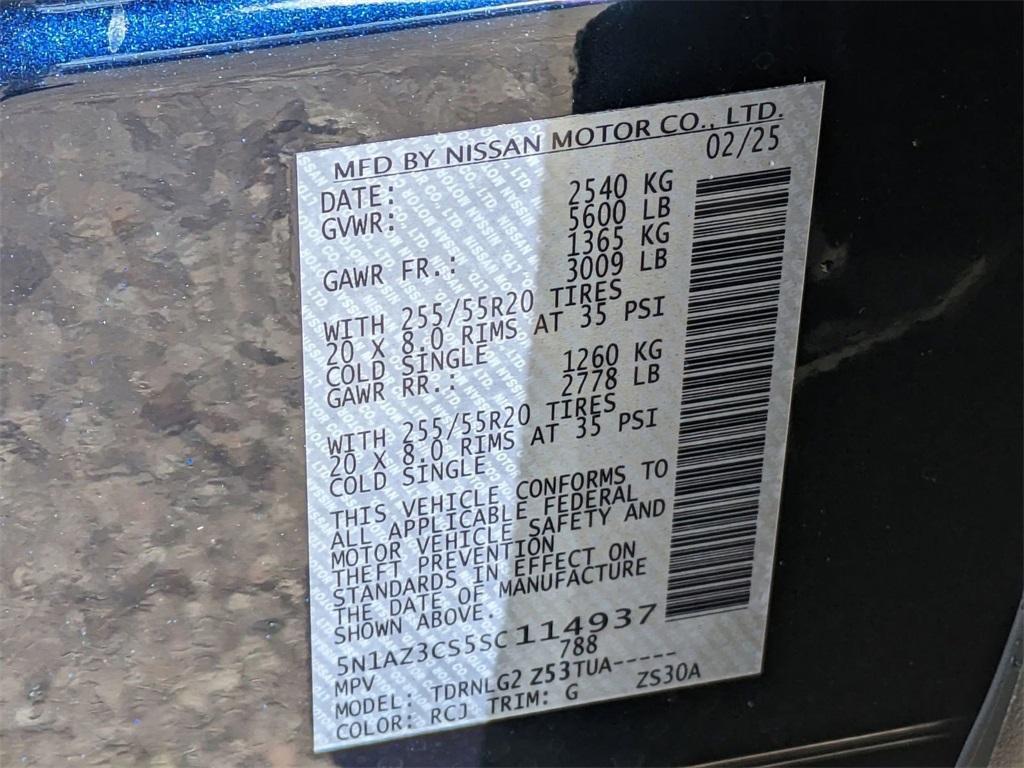 MFD BY NISSAN MOTOR CO., LTD.
DATE: 02/25
GVWR: 2540 KG
5600 LB
GAWR FR.: 1365 KG
3009 LB
WITH 255/55R20 TIRES
20 X 8.0 RIMS AT 35 PSI
COLD SINGLE
GAWR RR.: 1260 KG
2778 LB
WITH 255/55R20 TIRES
20 X 8.0 RIMS AT 35 PSI
COLD SINGLE
THIS VEHICLE CONFORMS TO
ALL APPLICABLE FEDERAL
MOTOR VEHICLE SAFETY AND
THEFT PREVENTION
STANDARDS IN EFFECT ON
THE DATE OF MANUFACTURE
SHOWN ABOVE.
5N1AZ3CS5SC114937
MPV 788
MODEL: TDRNLG2 Z53TUA-----
COLOR: RCJ TRIM: G ZS30A